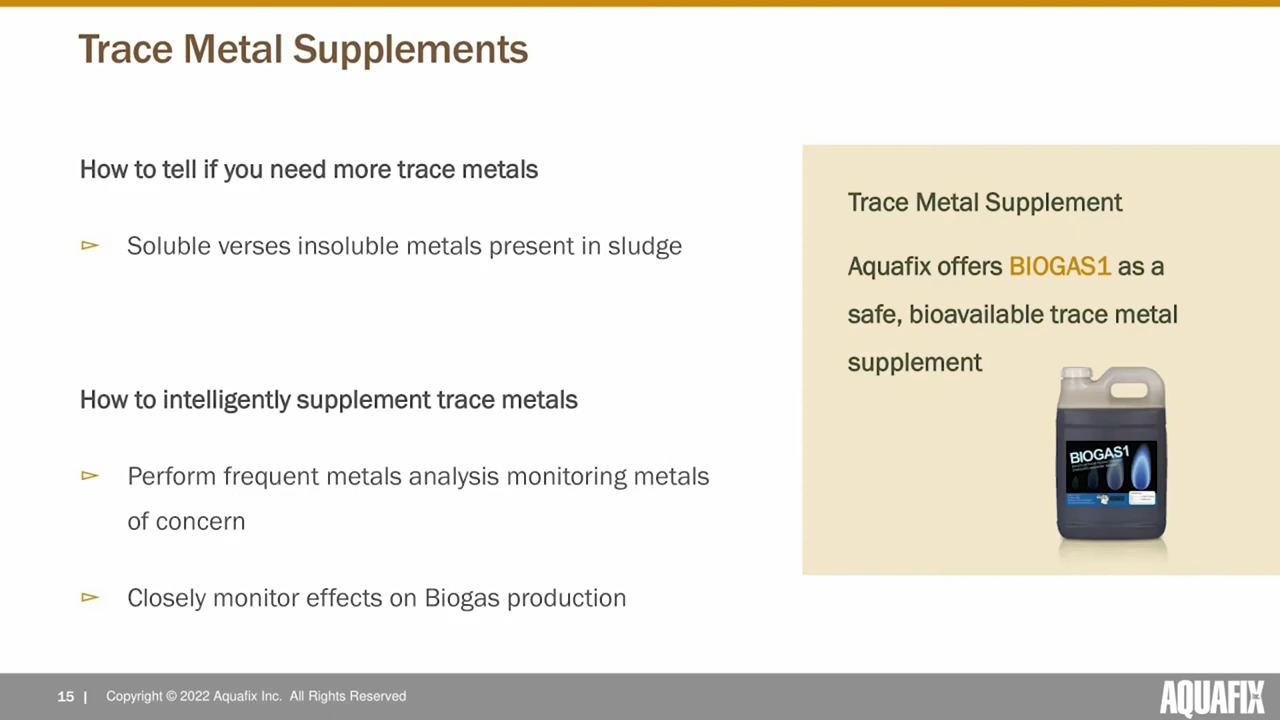 Trace Metal Supplements
How to tell if you need more trace metals
Soluble verses insoluble metals present in sludge
How to intelligently supplement trace metals
Perform frequent metals analysis monitoring metals
of concern
Closely monitor effects on Biogas production
Trace Metal Supplement
Aquafix offers BIOGAS1 as a
safe, bioavailable trace metal
supplement
BIOGAS1
15 | Copyright © 2022 Aquafix Inc. All Rights Reserved
AQUAFIX